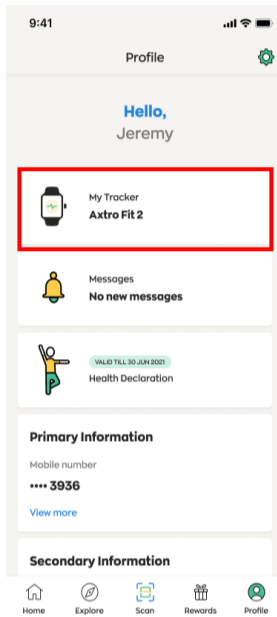 9:41
Profile
Hello,
Jeremy
My Tracker
Axtro Fit 2
Messages
No new messages
VALID TILL 30 JUN 2021
Health Declaration
Primary Information
Mobile number
•••• 3936
View more
Secondary Information
Home Explore Scan Rewards Profile